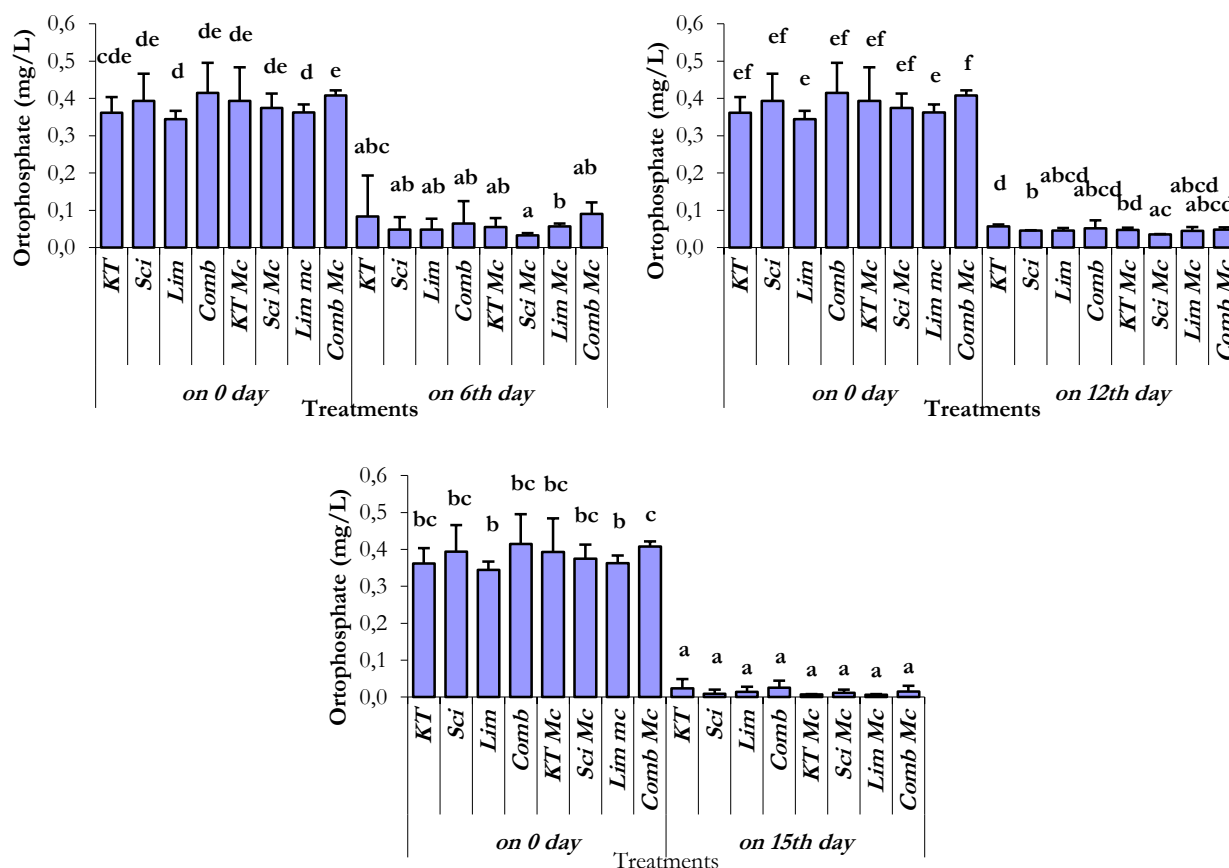 Ortophosphate (mg/L)
0,6
0,5
0,4
0,3
0,2
0,1
0,0
cde de d de de de d e
abc ab ab ab ab a b ab
KT Sci Lim Comb KT Mc Sci Mc Lim mc Comb Mc
KT Sci Lim Comb KT Mc Sci Mc Lim Mc Comb Mc
on 0 day on 6th day
Treatments
Ortophosphate (mg/L)
0,6
0,5
0,4
0,3
0,2
0,1
0,0
ef ef e ef ef ef e f
d b abcd abcd bd ac abcd abcd
KT Sci Lim Comb KT Mc Sci Mc Lim mc Comb Mc
KT Sci Lim Comb KT Mc Sci Mc Lim Mc Comb Mc
on 0 day on 12th day
Treatments
Ortophosphate (mg/L)
0,6
0,5
0,4
0,3
0,2
0,1
0,0
bc bc b bc bc bc b c
a a a a a a a a
KT Sci Lim Comb KT Mc Sci Mc Lim mc Comb Mc
KT Sci Lim Comb KT Mc Sci Mc Lim Mc Comb Mc
on 0 day on 15th day
Treatments